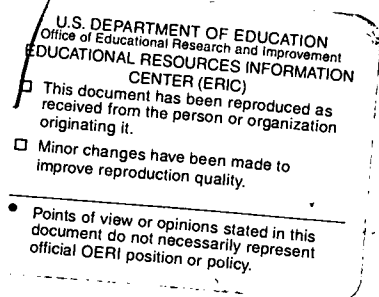 U.S. DEPARTMENT OF EDUCATION
Office of Educational Research and Improvement
EDUCATIONAL RESOURCES INFORMATION
CENTER (ERIC)
□ This document has been reproduced as
received from the person or organization
originating it.
□ Minor changes have been made to
improve reproduction quality.
• Points of view or opinions stated in this
document do not necessarily represent
official OERI position or policy.